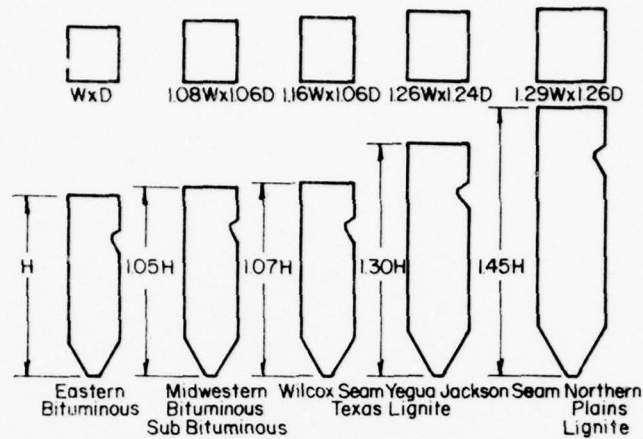 WxD 1.08Wx1.06D 1.16Wx1.06D 1.26Wx1.24D 1.29Wx1.26D
H 1.05H 1.07H 1.30H 1.45H
Eastern Midwestern Wilcox Seam Yegua Jackson Seam Northern
Bituminous Bituminous Texas Lignite Plains
Sub Bituminous Lignite